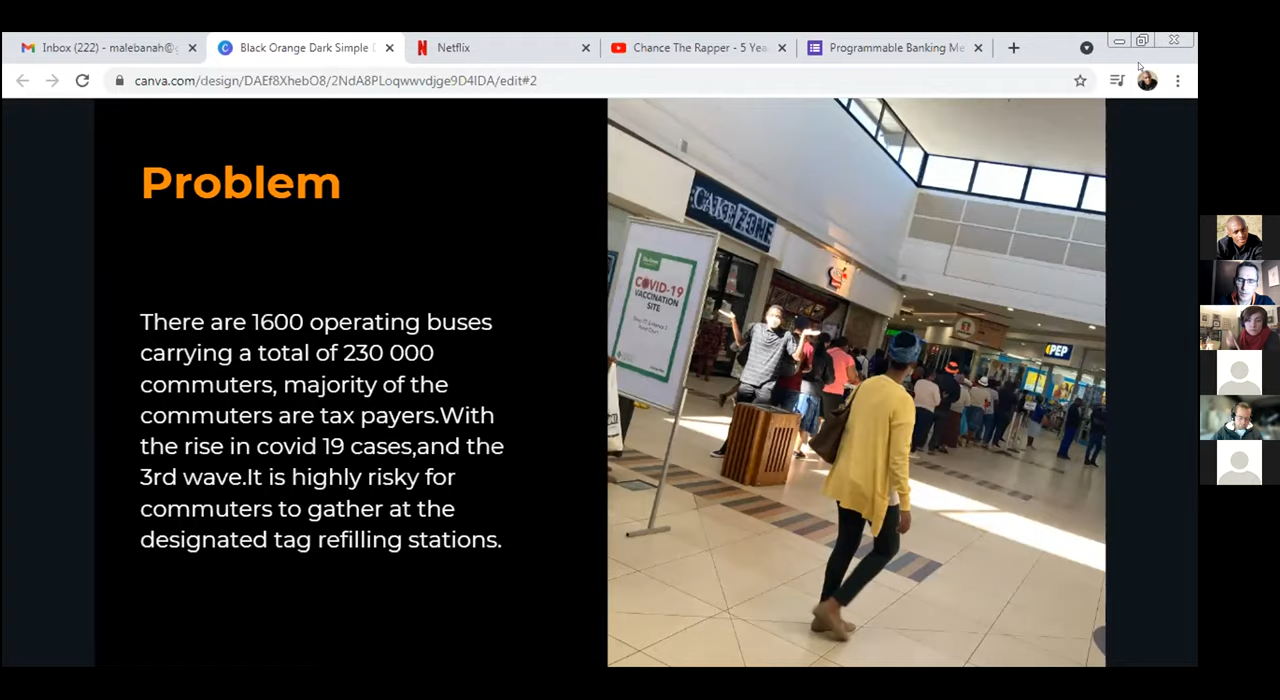 Inbox (222) - malebanah@g
Black Orange Dark Simple
Netflix
Chance The Rapper - 5 Yea
Programmable Banking Me
canva.com/design/DAEf8XhebO8/2NdA8PLoqwwvdjge9D4IDA/edit#2
Problem
There are 1600 operating buses
carrying a total of 230 000
commuters, majority of the
commuters are tax payers.With
the rise in covid 19 cases,and the
3rd wave.It is highly risky for
commuters to gather at the
designated tag refilling stations.
CAKE ZONE
COVID-19
VACCINATION
SITE
PEP